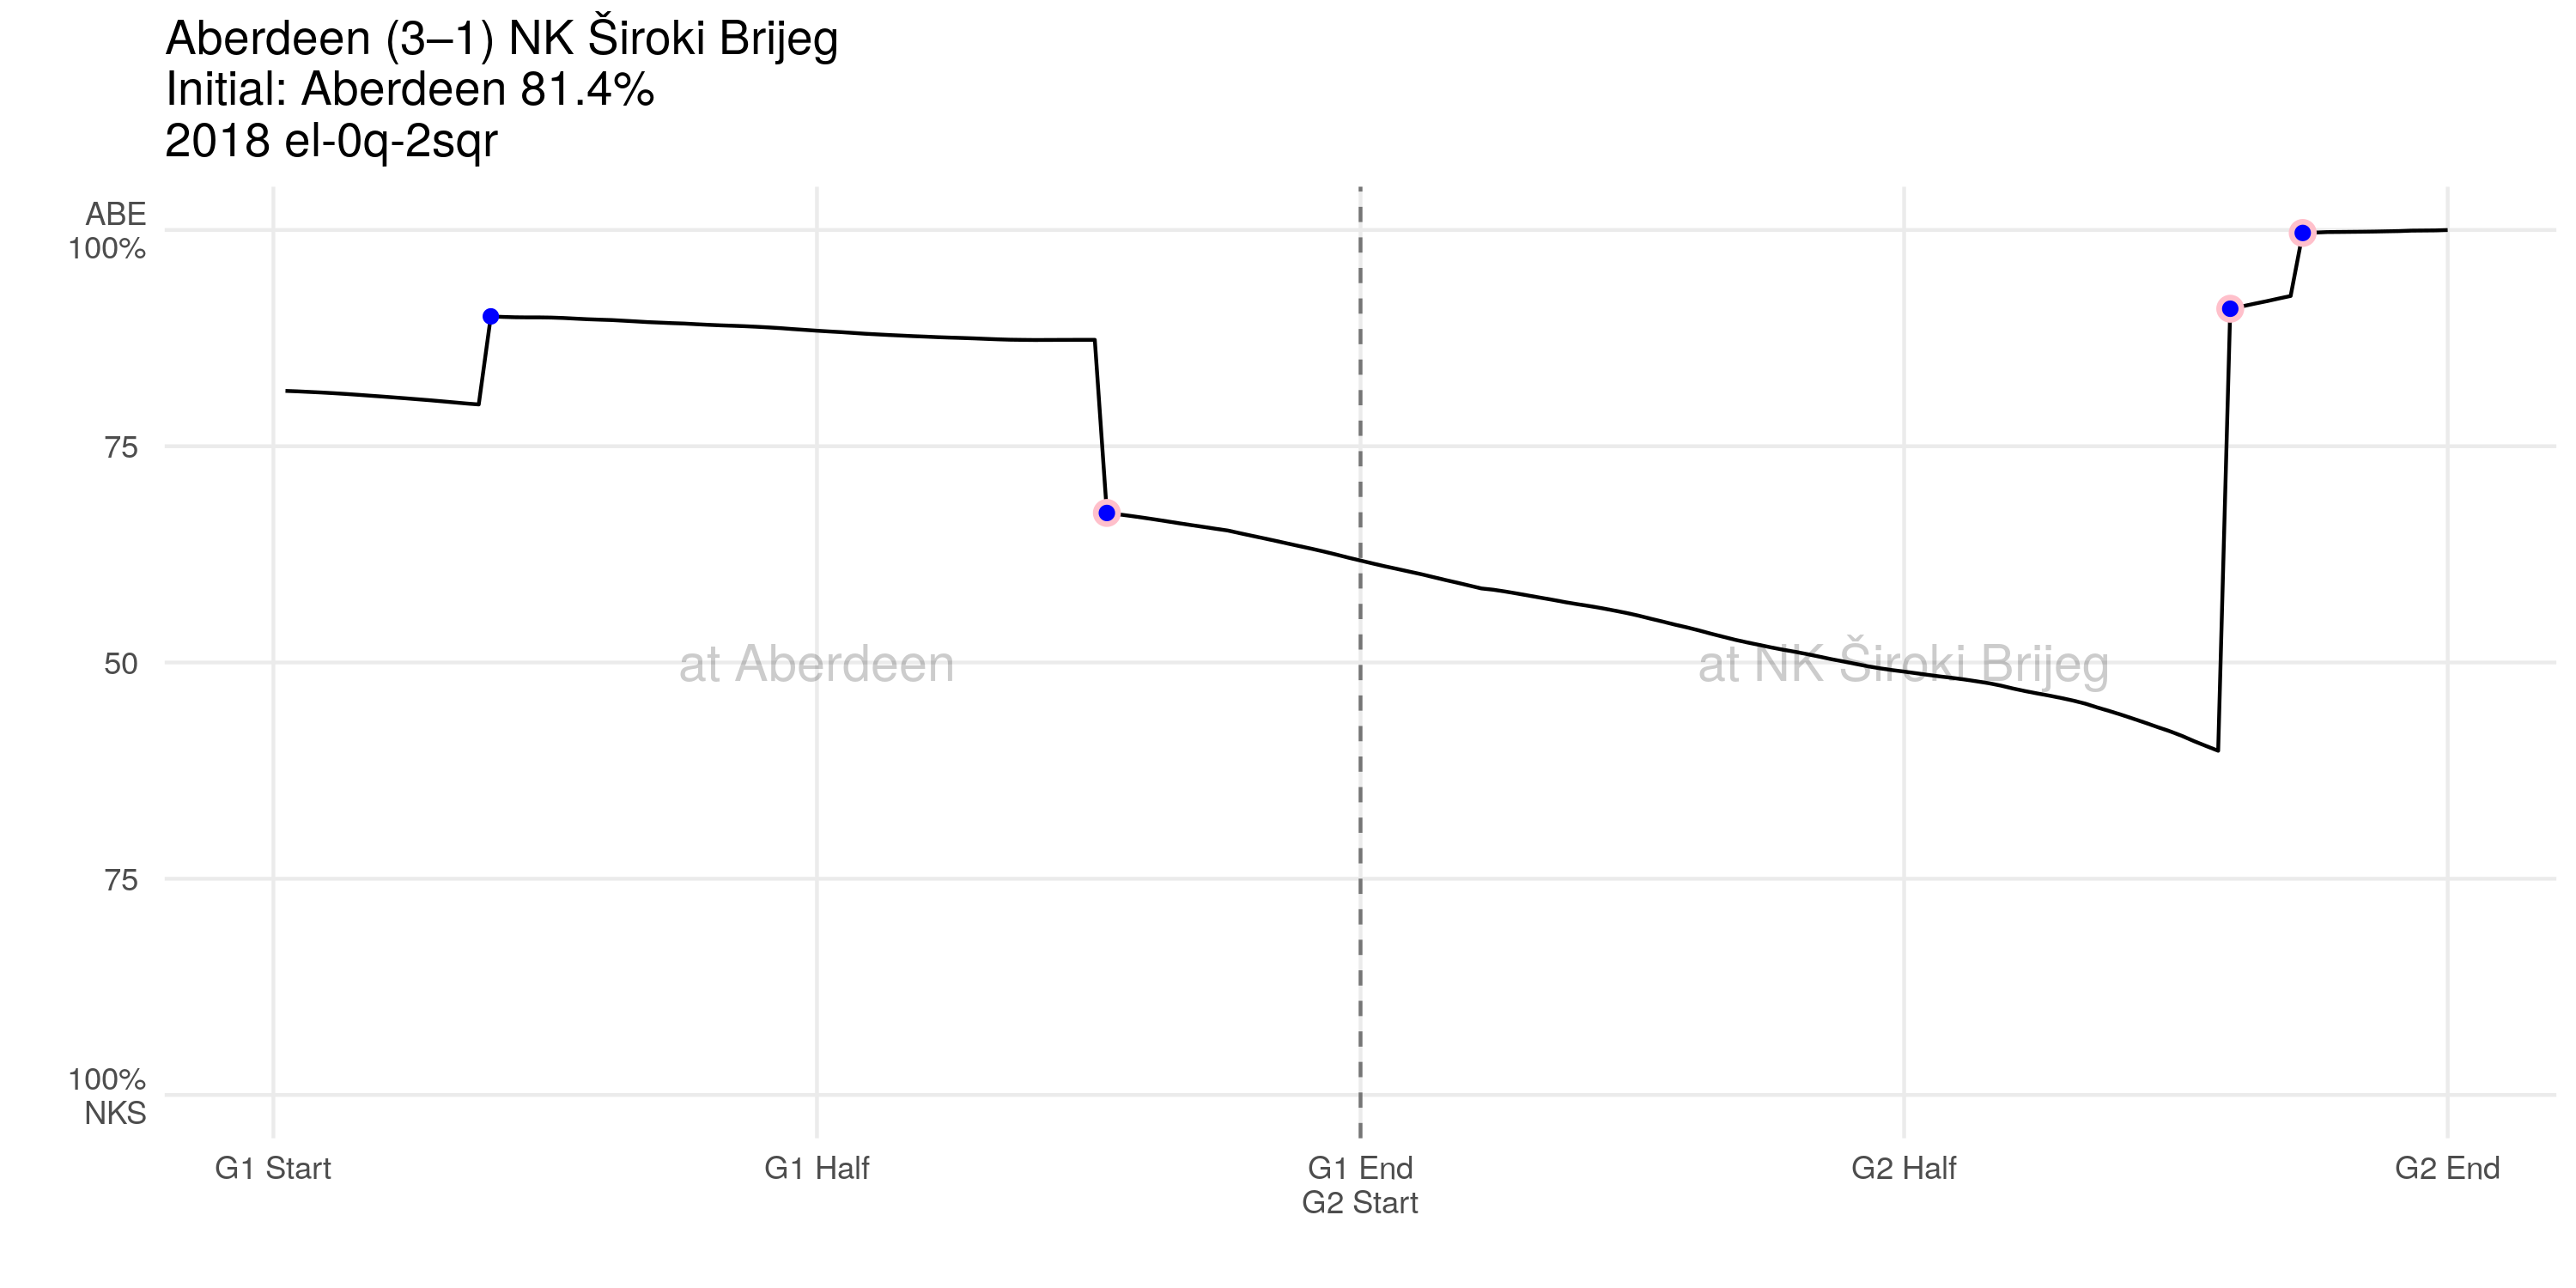 Aberdeen (3–1) NK Široki Brijeg
Initial: Aberdeen 81.4%
2018 el-0q-2sqr
ABE
100%
75
50
75
100%
NKS
at Aberdeen
at NK Široki Brijeg
G1 Start
G1 Half
G1 End
G2 Start
G2 Half
G2 End